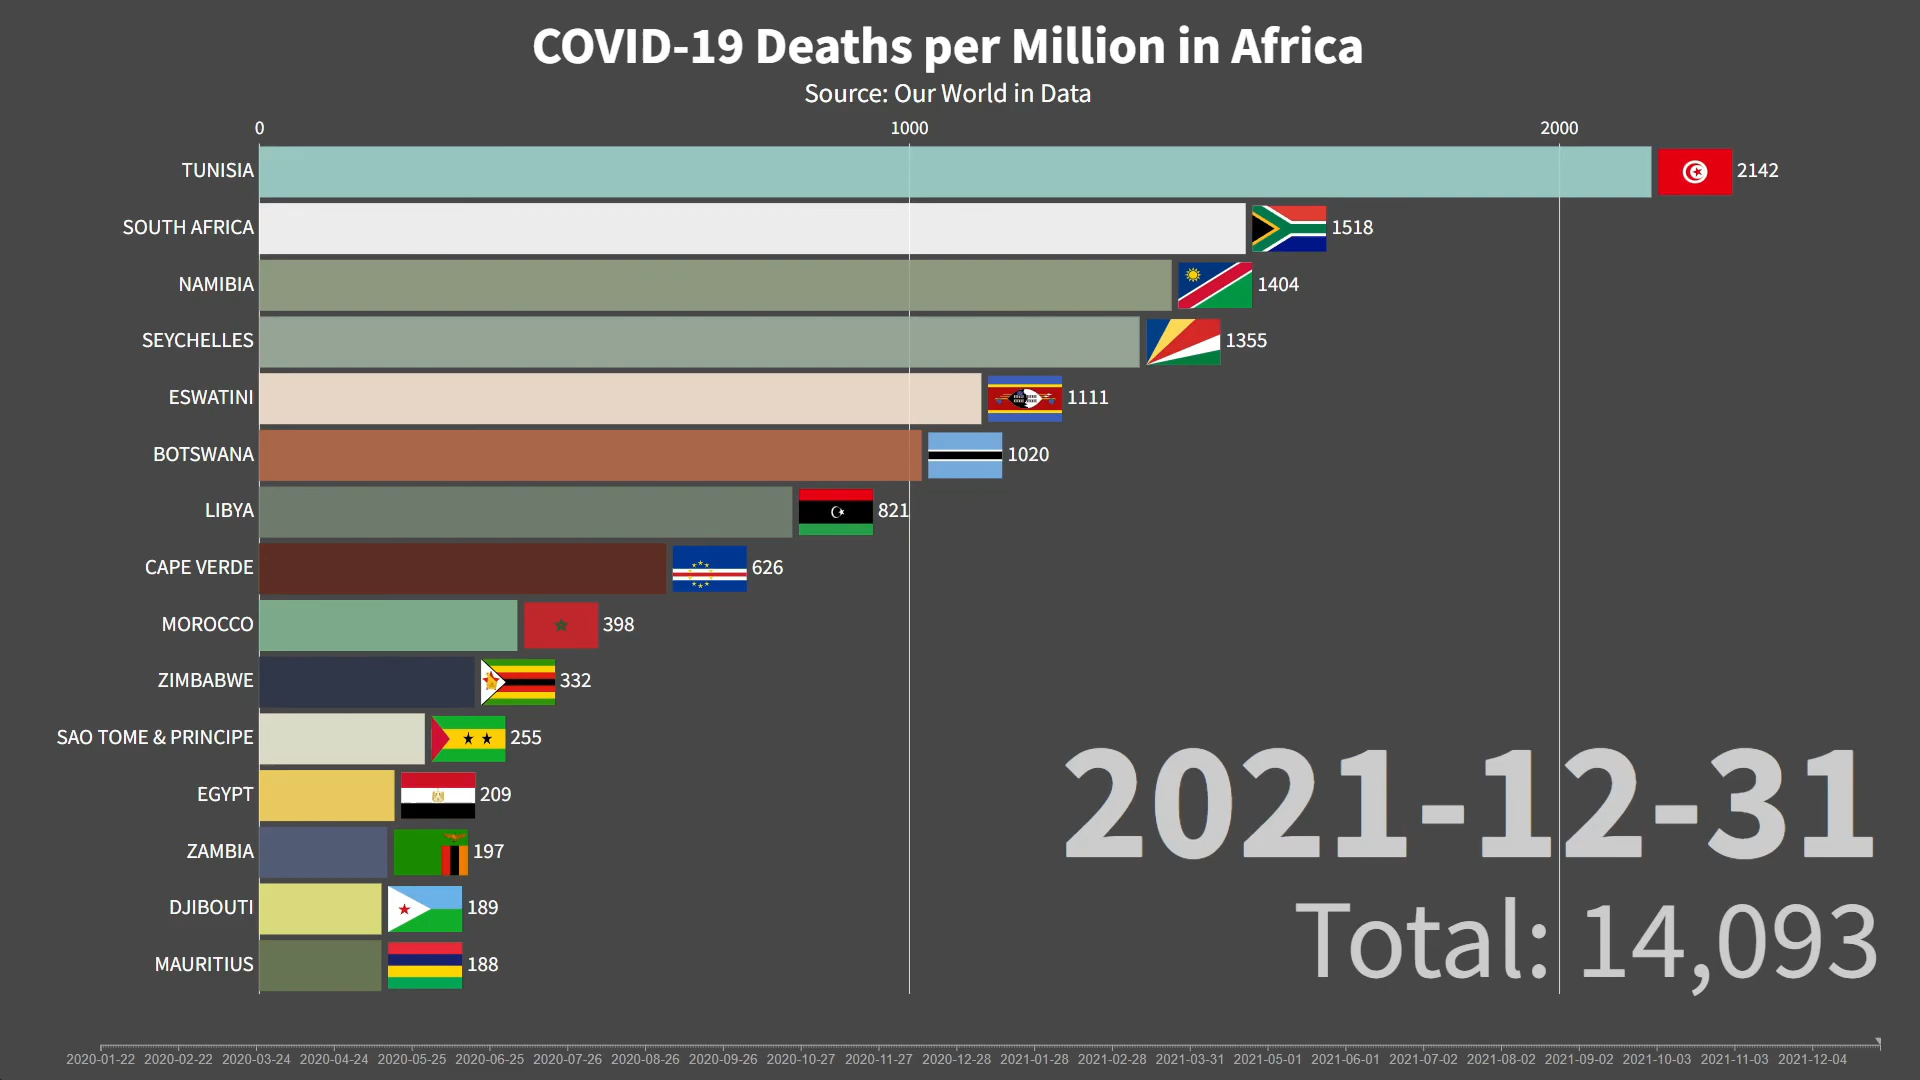 COVID-19 Deaths per Million in Africa
Source: Our World in Data
0 1000 2000
TUNISIA 2142
SOUTH AFRICA 1518
NAMIBIA 1404
SEYCHELLES 1355
ESWATINI 1111
BOTSWANA 1020
LIBYA 821
CAPE VERDE 626
MOROCCO 398
ZIMBABWE 332
SAO TOME & PRINCIPE 255
EGYPT 209
ZAMBIA 197
DJIBOUTI 189
MAURITIUS 188
2021-12-31
Total: 14,093
2020-01-22 2020-02-22 2020-03-24 2020-04-24 2020-05-25 2020-06-25 2020-07-26 2020-08-26 2020-09-26 2020-10-27 2020-11-27 2020-12-28 2021-01-28 2021-02-28 2021-03-31 2021-05-01 2021-06-01 2021-07-02 2021-08-02 2021-09-02 2021-10-03 2021-11-03 2021-12-04